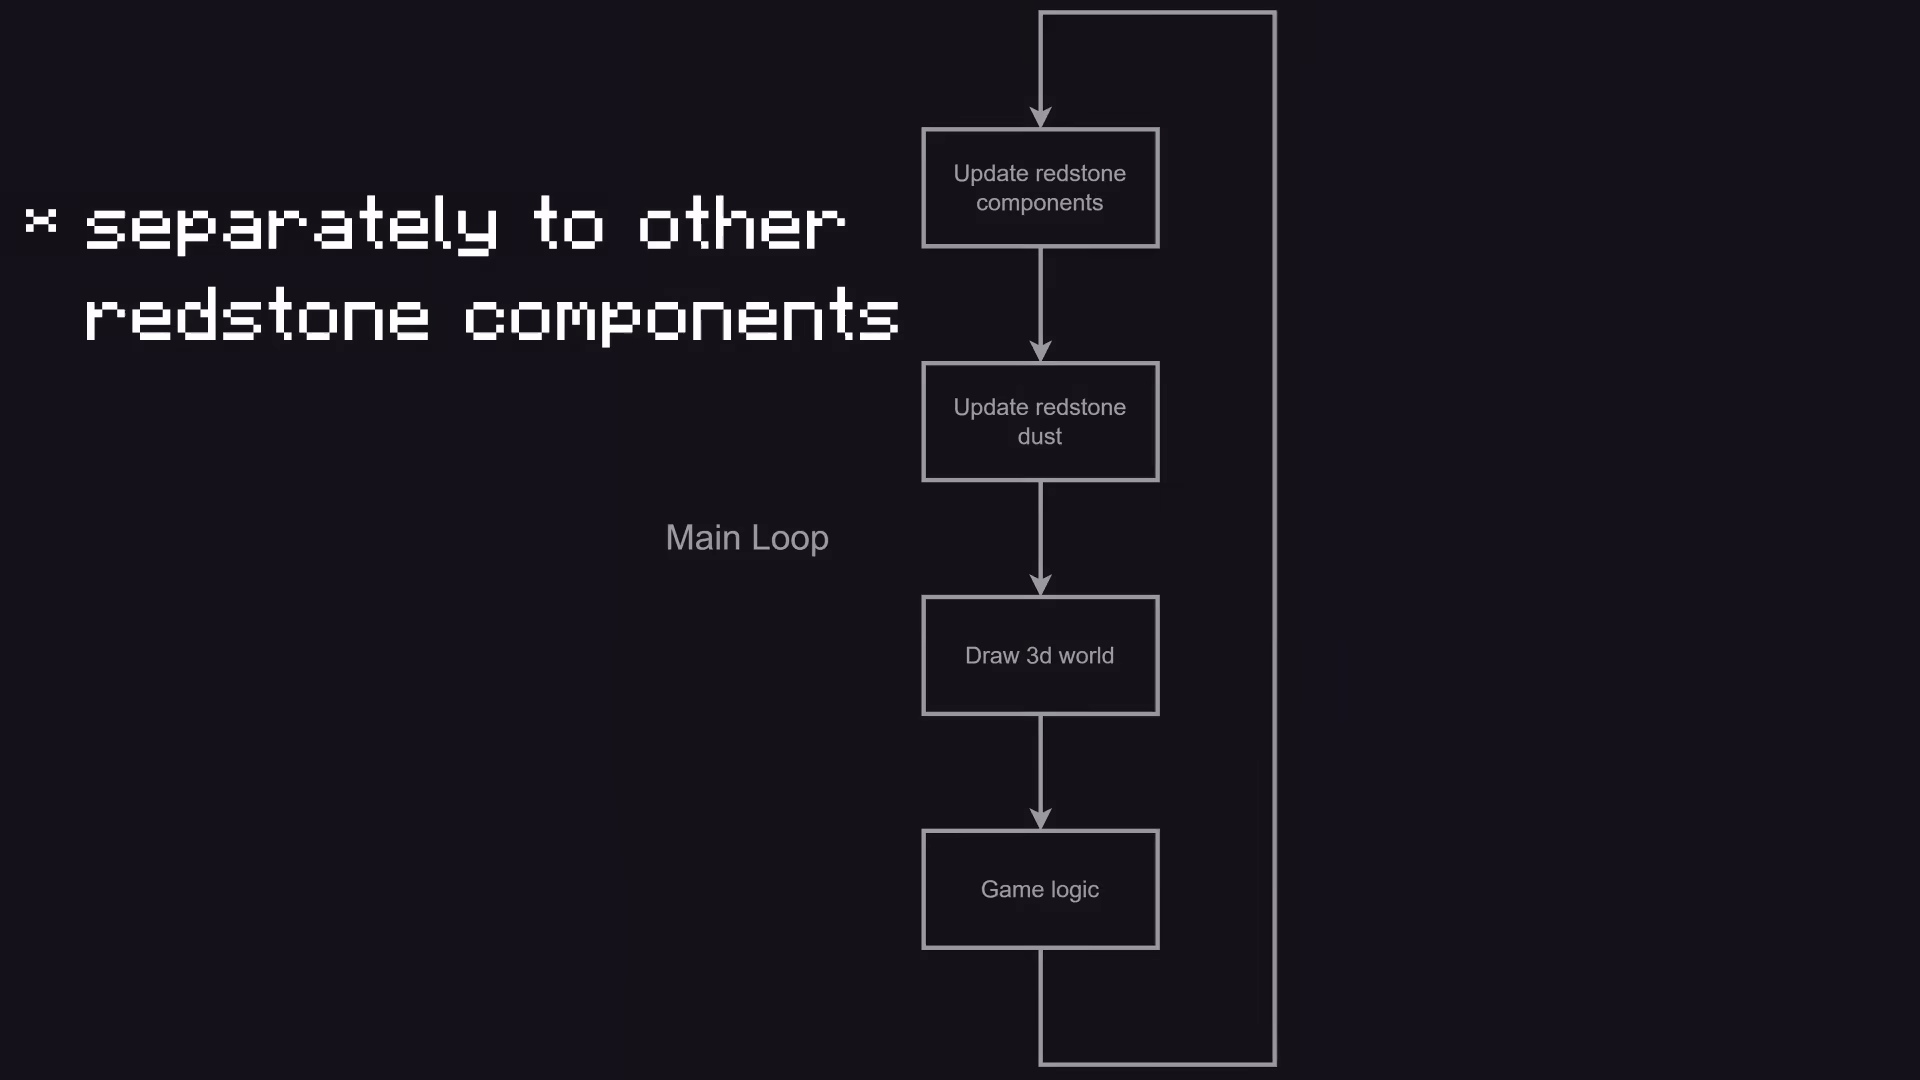 * separately to other
redstone components
Update redstone
components
Update redstone
dust
Main Loop
Draw 3d world
Game logic